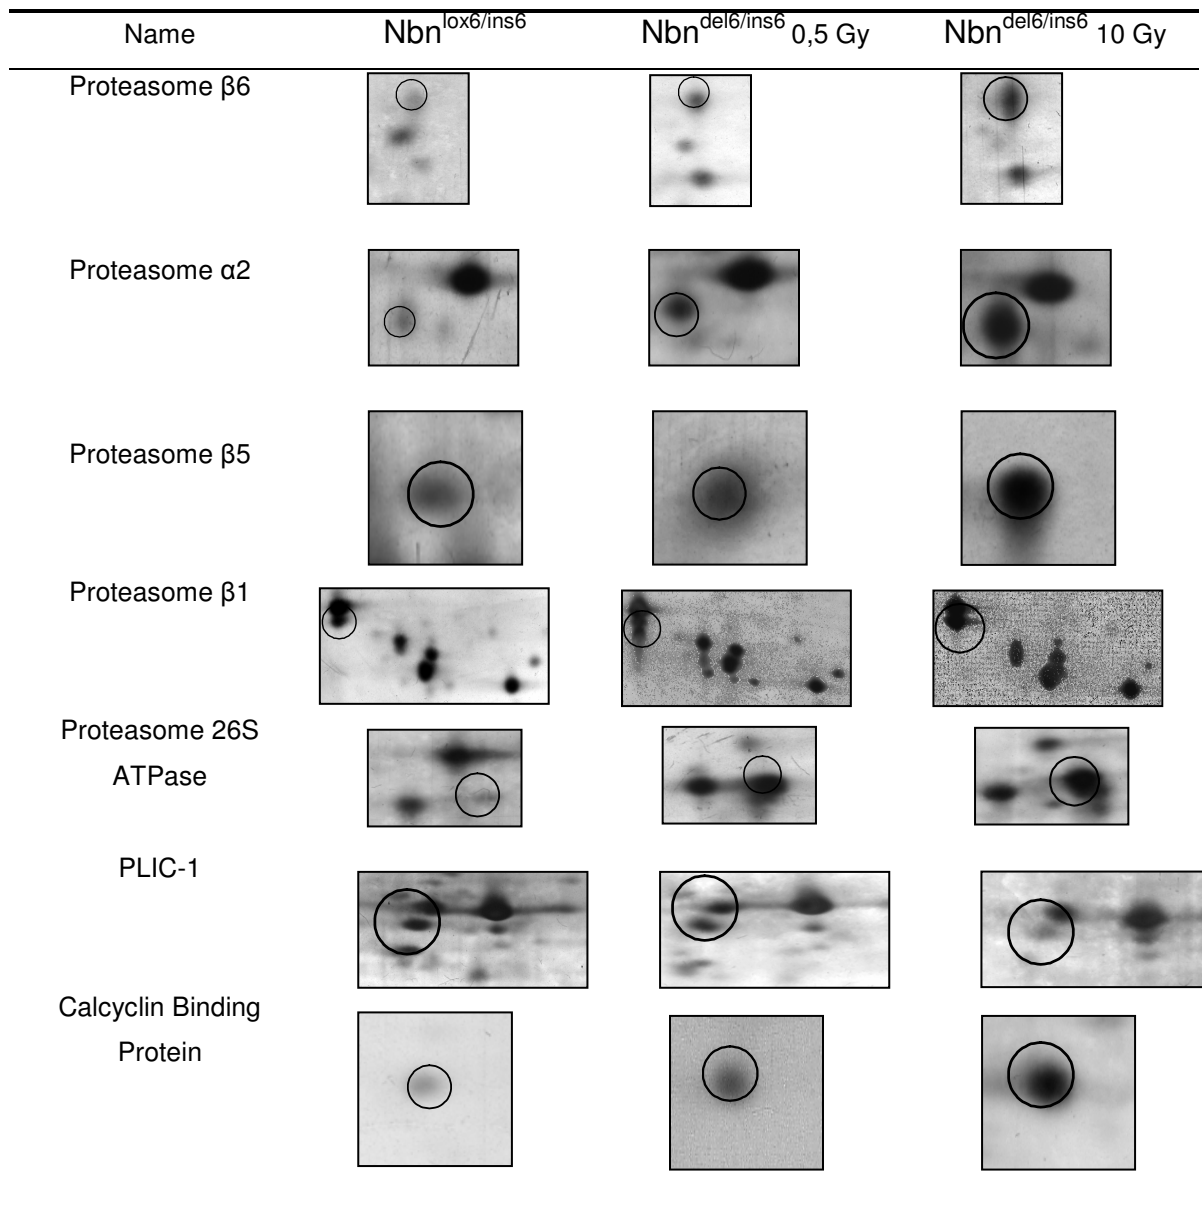 Name Nbn^lox6/ins6 Nbn^del6/ins6 0,5 Gy Nbn^del6/ins6 10 Gy
Proteasome β6
Proteasome α2
Proteasome β5
Proteasome β1
Proteasome 26S
ATPase
PLIC-1
Calcyclin Binding
Protein